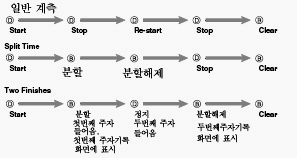 일반 계측
D D D B B
Start Stop Re-start Stop Clear
Split Time
D B B D B
Start 분할 분할해제 Stop Clear
Two Finishes
D B D B B
Start 분할 정지 분할해제 Clear
첫번째 주자 두번째 주자 두번째주자기록
들어옴, 들어옴 화면에 표시
첫번째 주자기록
화면에 표시